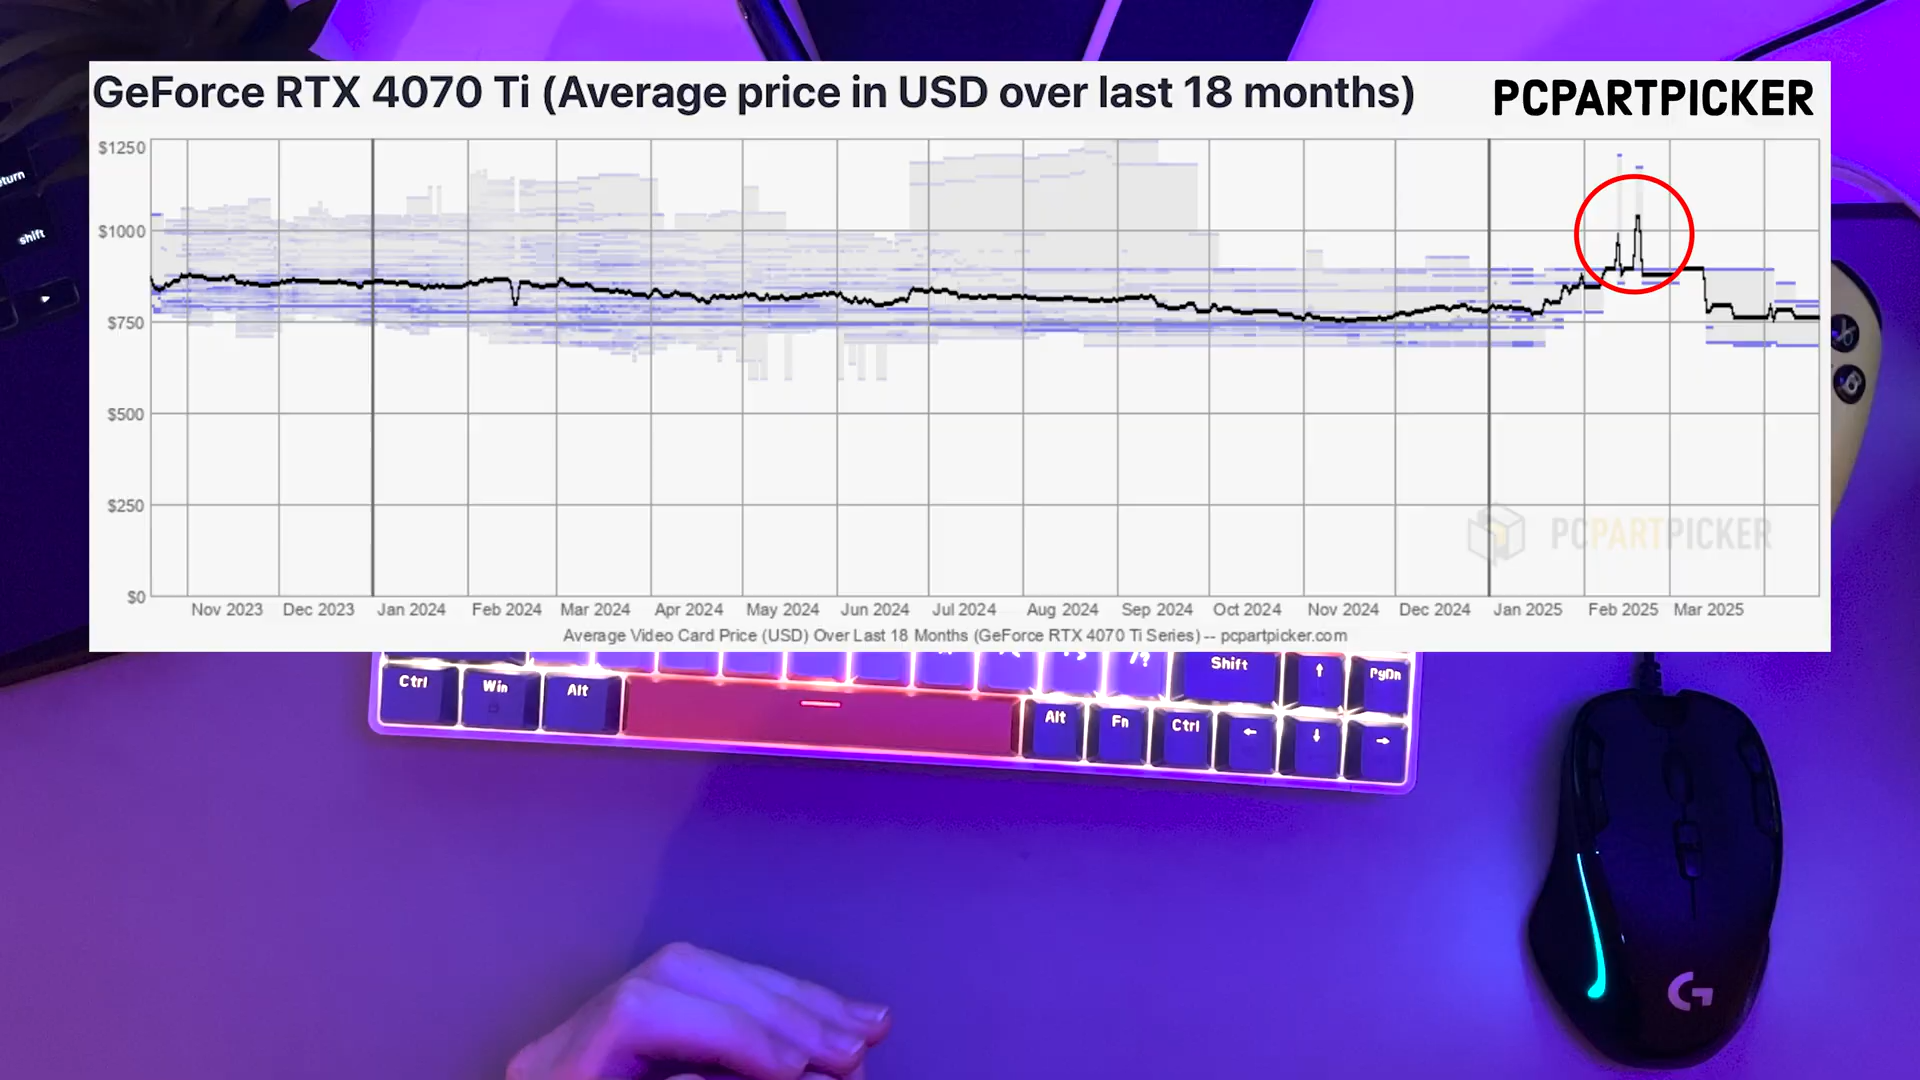 GeForce RTX 4070 Ti (Average price in USD over last 18 months)
PCPARTPICKER
$1250
$1000
$750
$500
$250
$0
PCPARTPICKER
Nov 2023 Dec 2023 Jan 2024 Feb 2024 Mar 2024 Apr 2024 May 2024 Jun 2024 Jul 2024 Aug 2024 Sep 2024 Oct 2024 Nov 2024 Dec 2024 Jan 2025 Feb 2025 Mar 2025
Average Video Card Price (USD) Over Last 18 Months (GeForce RTX 4070 Ti Series) -- pcpartpicker.com
shift
Shift
↑
PgDn
Ctrl
Win
Alt
Alt
Fn
Ctrl
←
↓
→
G